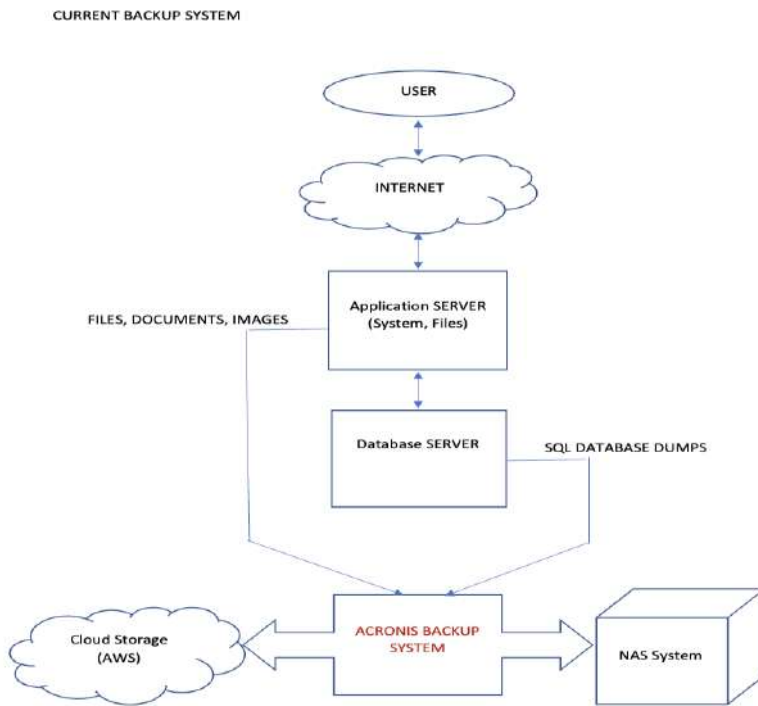 CURRENT BACKUP SYSTEM
USER
INTERNET
Application SERVER
(System, Files)
FILES, DOCUMENTS, IMAGES
Database SERVER
SQL DATABASE DUMPS
Cloud Storage
(AWS)
ACRONIS BACKUP
SYSTEM
NAS System